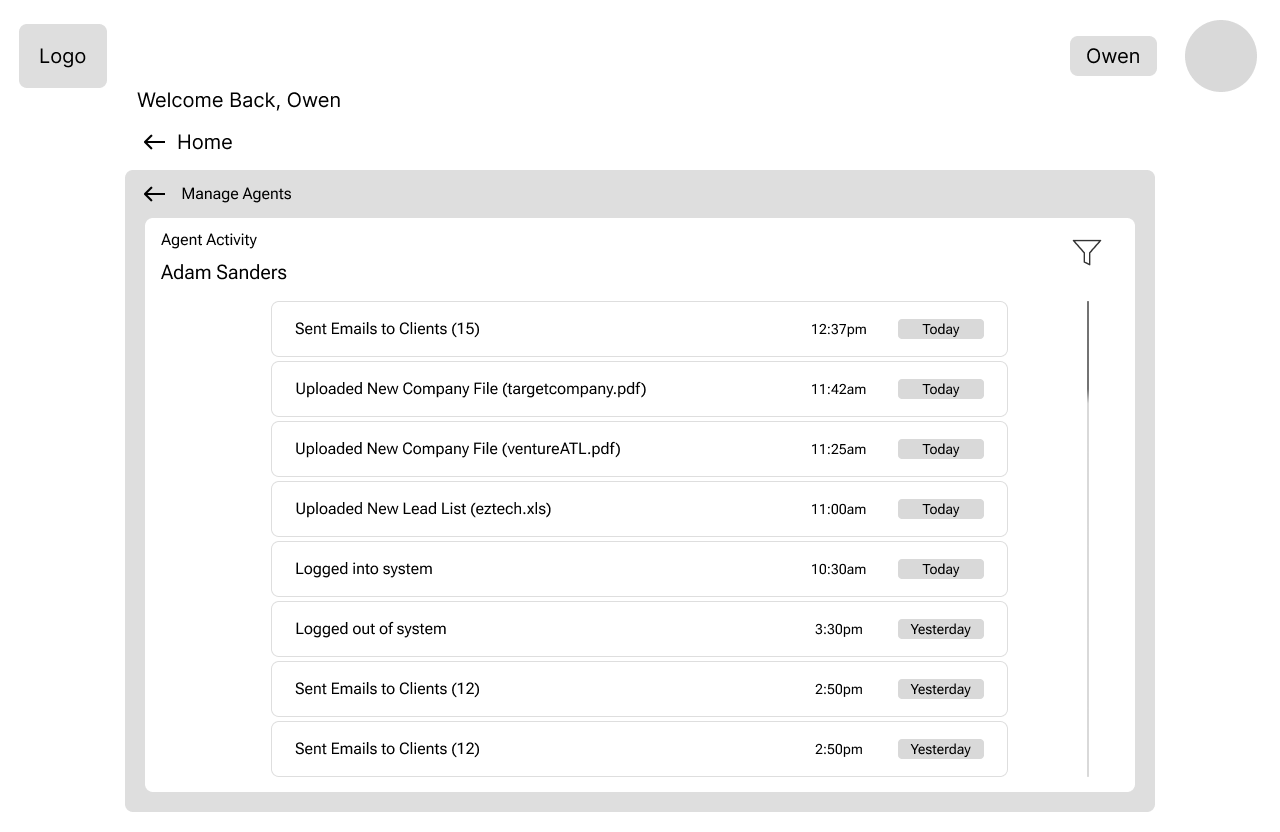 Logo
Owen
Welcome Back, Owen
Home
Manage Agents
Agent Activity
Adam Sanders
Sent Emails to Clients (15) 12:37pm Today
Uploaded New Company File (targetcompany.pdf) 11:42am Today
Uploaded New Company File (ventureATL.pdf) 11:25am Today
Uploaded New Lead List (eztech.xls) 11:00am Today
Logged into system 10:30am Today
Logged out of system 3:30pm Yesterday
Sent Emails to Clients (12) 2:50pm Yesterday
Sent Emails to Clients (12) 2:50pm Yesterday